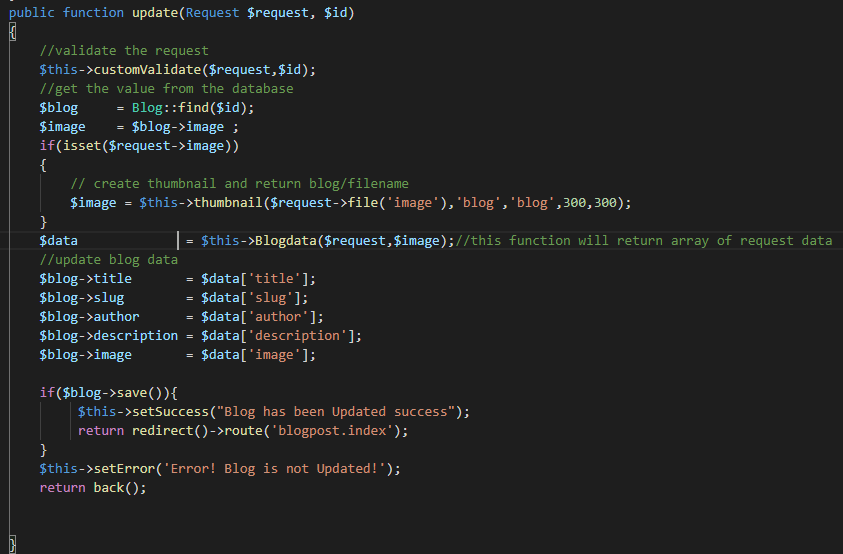 public function update(Request $request, $id)
{
    //validate the request
    $this->customValidate($request,$id);
    //get the value from the database
    $blog     = Blog::find($id);
    $image    = $blog->image ;
    if(isset($request->image))
    {
        // create thumbnail and return blog/filename
        $image = $this->thumbnail($request->file('image'),'blog','blog',300,300);
    }
    $data              = $this->Blogdata($request,$image);//this function will return array of request data
    //update blog data
    $blog->title       = $data['title'];
    $blog->slug        = $data['slug'];
    $blog->author      = $data['author'];
    $blog->description = $data['description'];
    $blog->image       = $data['image'];

    if($blog->save()){
         $this->setSuccess("Blog has been Updated success");
         return redirect()->route('blogpost.index');
    }
    $this->setError('Error! Blog is not Updated!');
    return back();


}